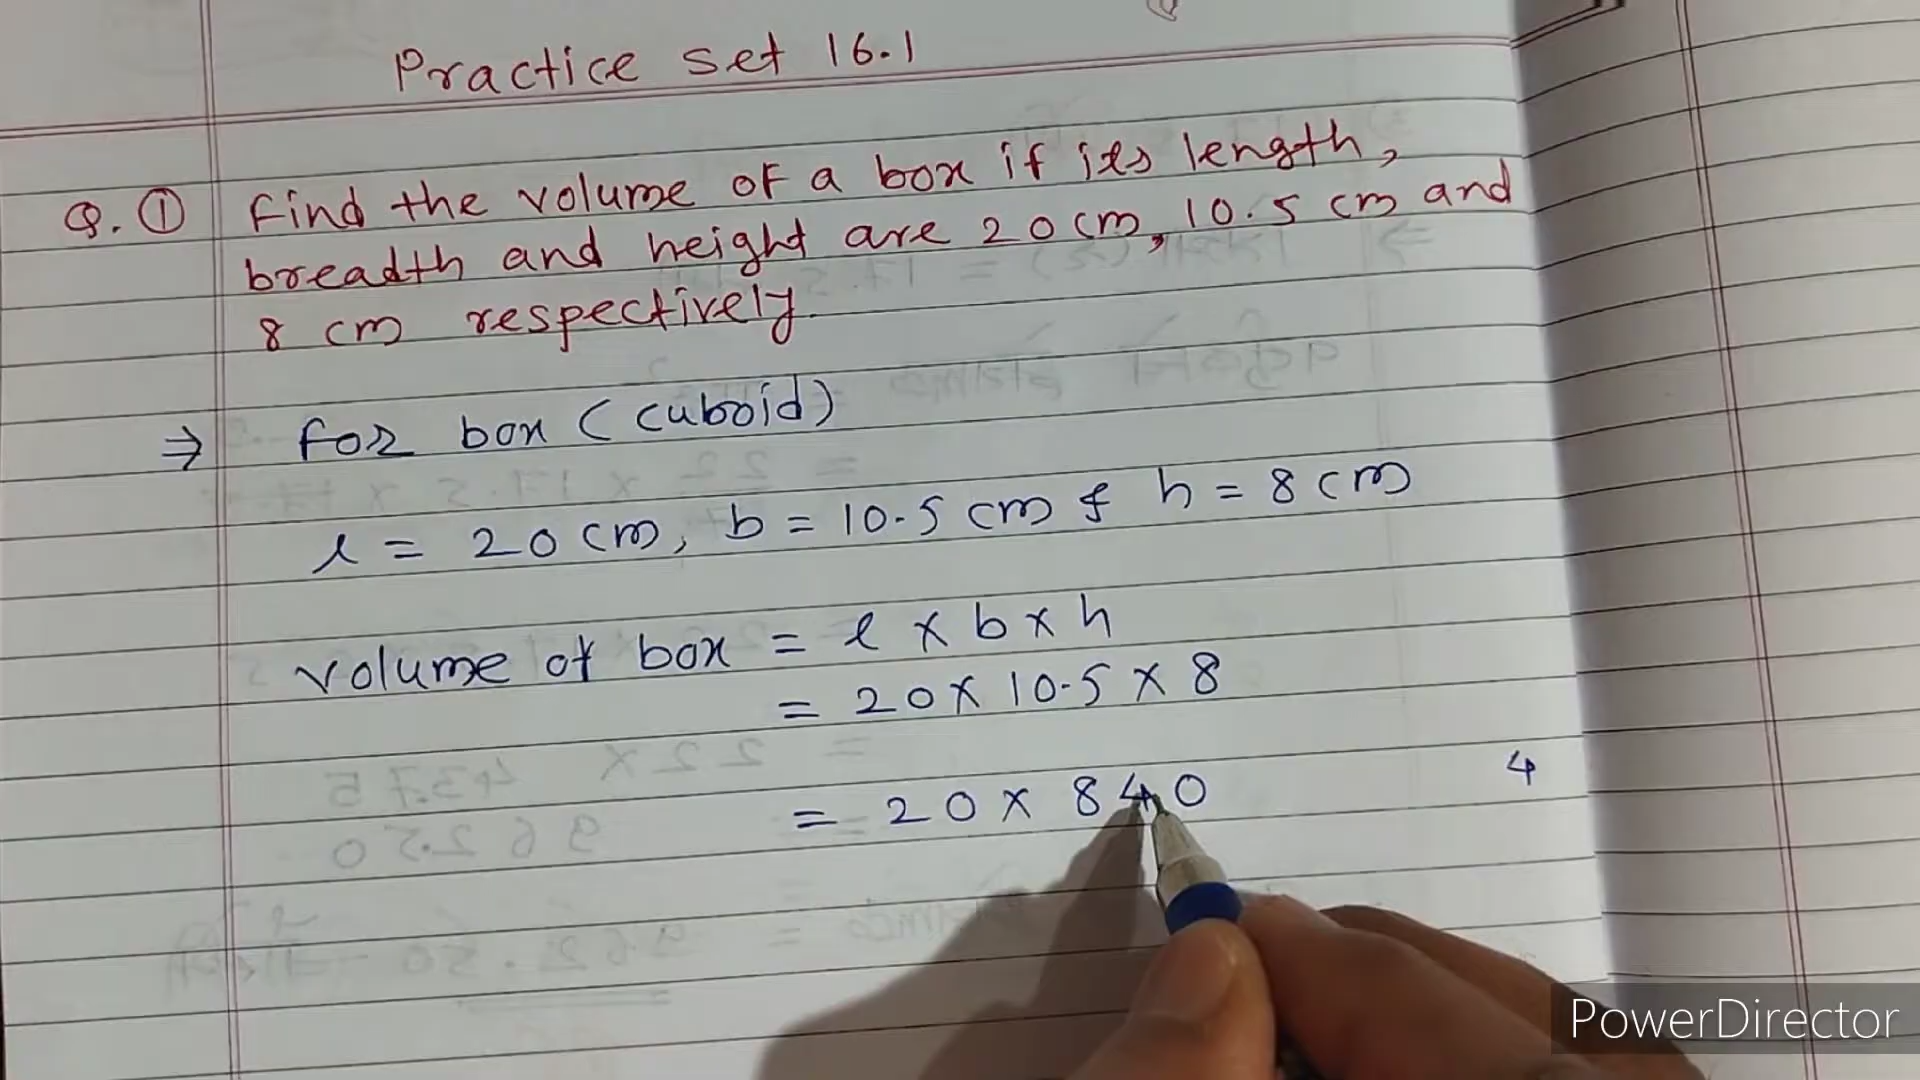 Practice set 16.1
Q. ① Find the volume of a box if its length,
breadth and height are 20 cm, 10.5 cm and
8 cm respectively.
⇒ for box (cuboid)
l = 20 cm, b = 10.5 cm & h = 8 cm
volume of box = l × b × h
= 20 × 10.5 × 8
4
= 20 × 840
PowerDirector